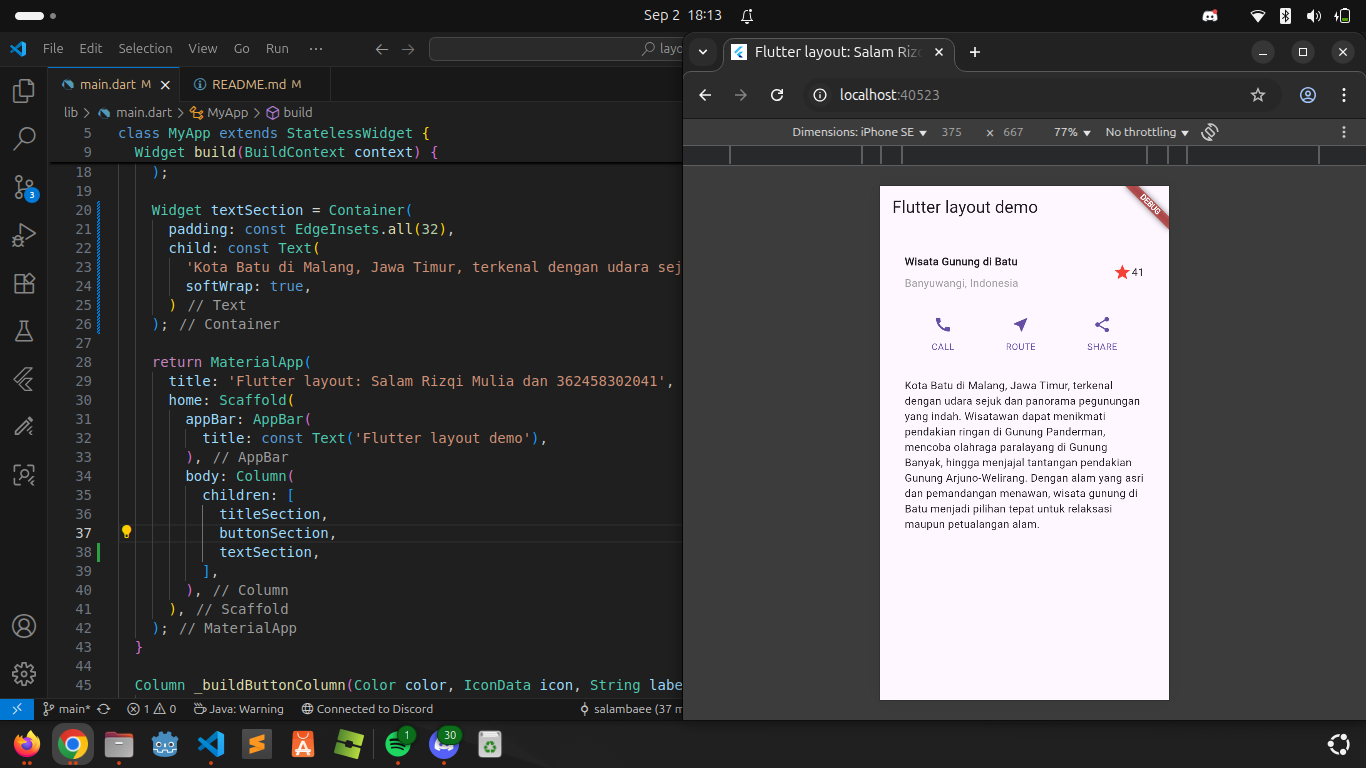 Sep 2 18:13
File Edit Selection View Go Run ···
layo
main.dart M
README.md M
lib > main.dart > MyApp > build
5 class MyApp extends StatelessWidget {
9 Widget build(BuildContext context) {
18 );
19
20 Widget textSection = Container(
21 padding: const EdgeInsets.all(32),
22 child: const Text(
23 'Kota Batu di Malang, Jawa Timur, terkenal dengan udara sej
24 softWrap: true,
25 ) // Text
26 ); // Container
27
28 return MaterialApp(
29 title: 'Flutter layout: Salam Rizqi Mulia dan 362458302041',
30 home: Scaffold(
31 appBar: AppBar(
32 title: const Text('Flutter layout demo'),
33 ), // AppBar
34 body: Column(
35 children: [
36 titleSection,
37 buttonSection,
38 textSection,
39 ],
40 ), // Column
41 ), // Scaffold
42 ); // MaterialApp
43 }
44
45 Column _buildButtonColumn(Color color, IconData icon, String labe
3
main* 1 0 Java: Warning Connected to Discord salambaee (37 m
Flutter layout: Salam Rizq
localhost:40523
Dimensions: iPhone SE 375 x 667 77% No throttling
DEBUG
Flutter layout demo
Wisata Gunung di Batu
Banyuwangi, Indonesia
41
CALL ROUTE SHARE
Kota Batu di Malang, Jawa Timur, terkenal
dengan udara sejuk dan panorama pegunungan
yang indah. Wisatawan dapat menikmati
pendakian ringan di Gunung Panderman,
mencoba olahraga paralayang di Gunung
Banyak, hingga menjajal tantangan pendakian
Gunung Arjuno-Welirang. Dengan alam yang asri
dan pemandangan menawan, wisata gunung di
Batu menjadi pilihan tepat untuk relaksasi
maupun petualangan alam.
1 30